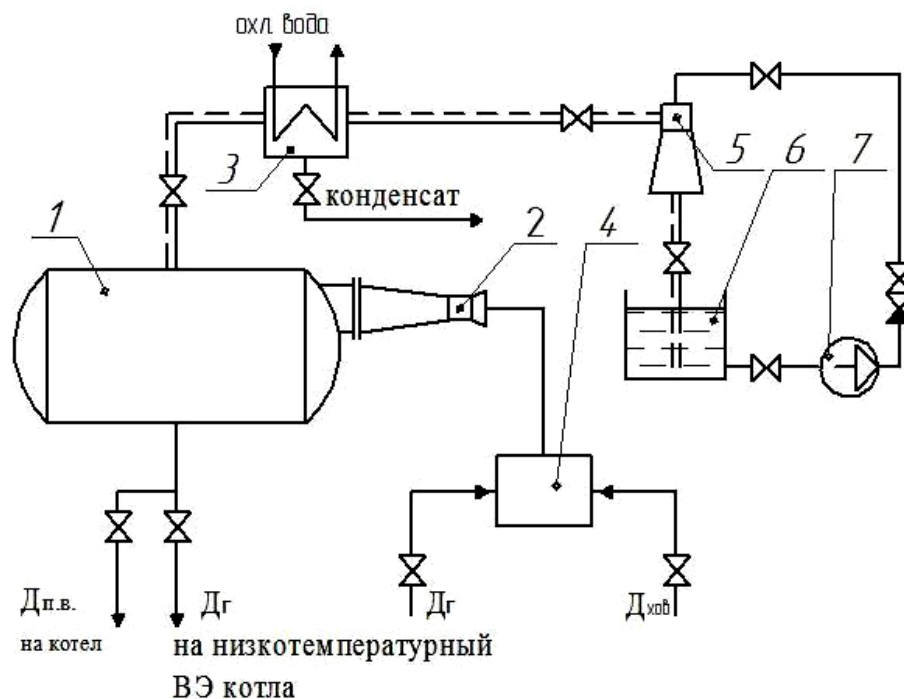 охл. вода
3
5
6
7
конденсат
1
2
4
Дп.в.
Дг
Дг
Дхов
на котел
на низкотемпературный
ВЭ котла